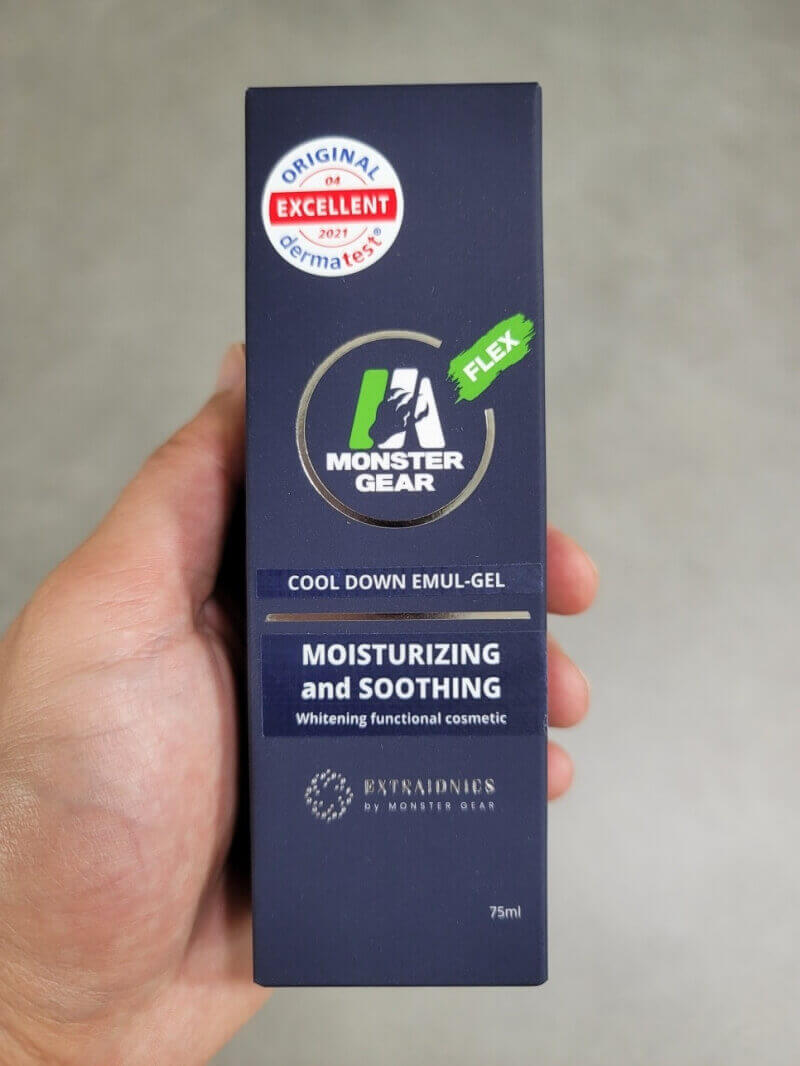 ORIGINAL
04
EXCELLENT
2021
dermatest®
FLEX
MONSTER
GEAR
COOL DOWN EMUL-GEL
MOISTURIZING
and SOOTHING
Whitening functional cosmetic
EXTRAIONICS
by MONSTER GEAR
75ml